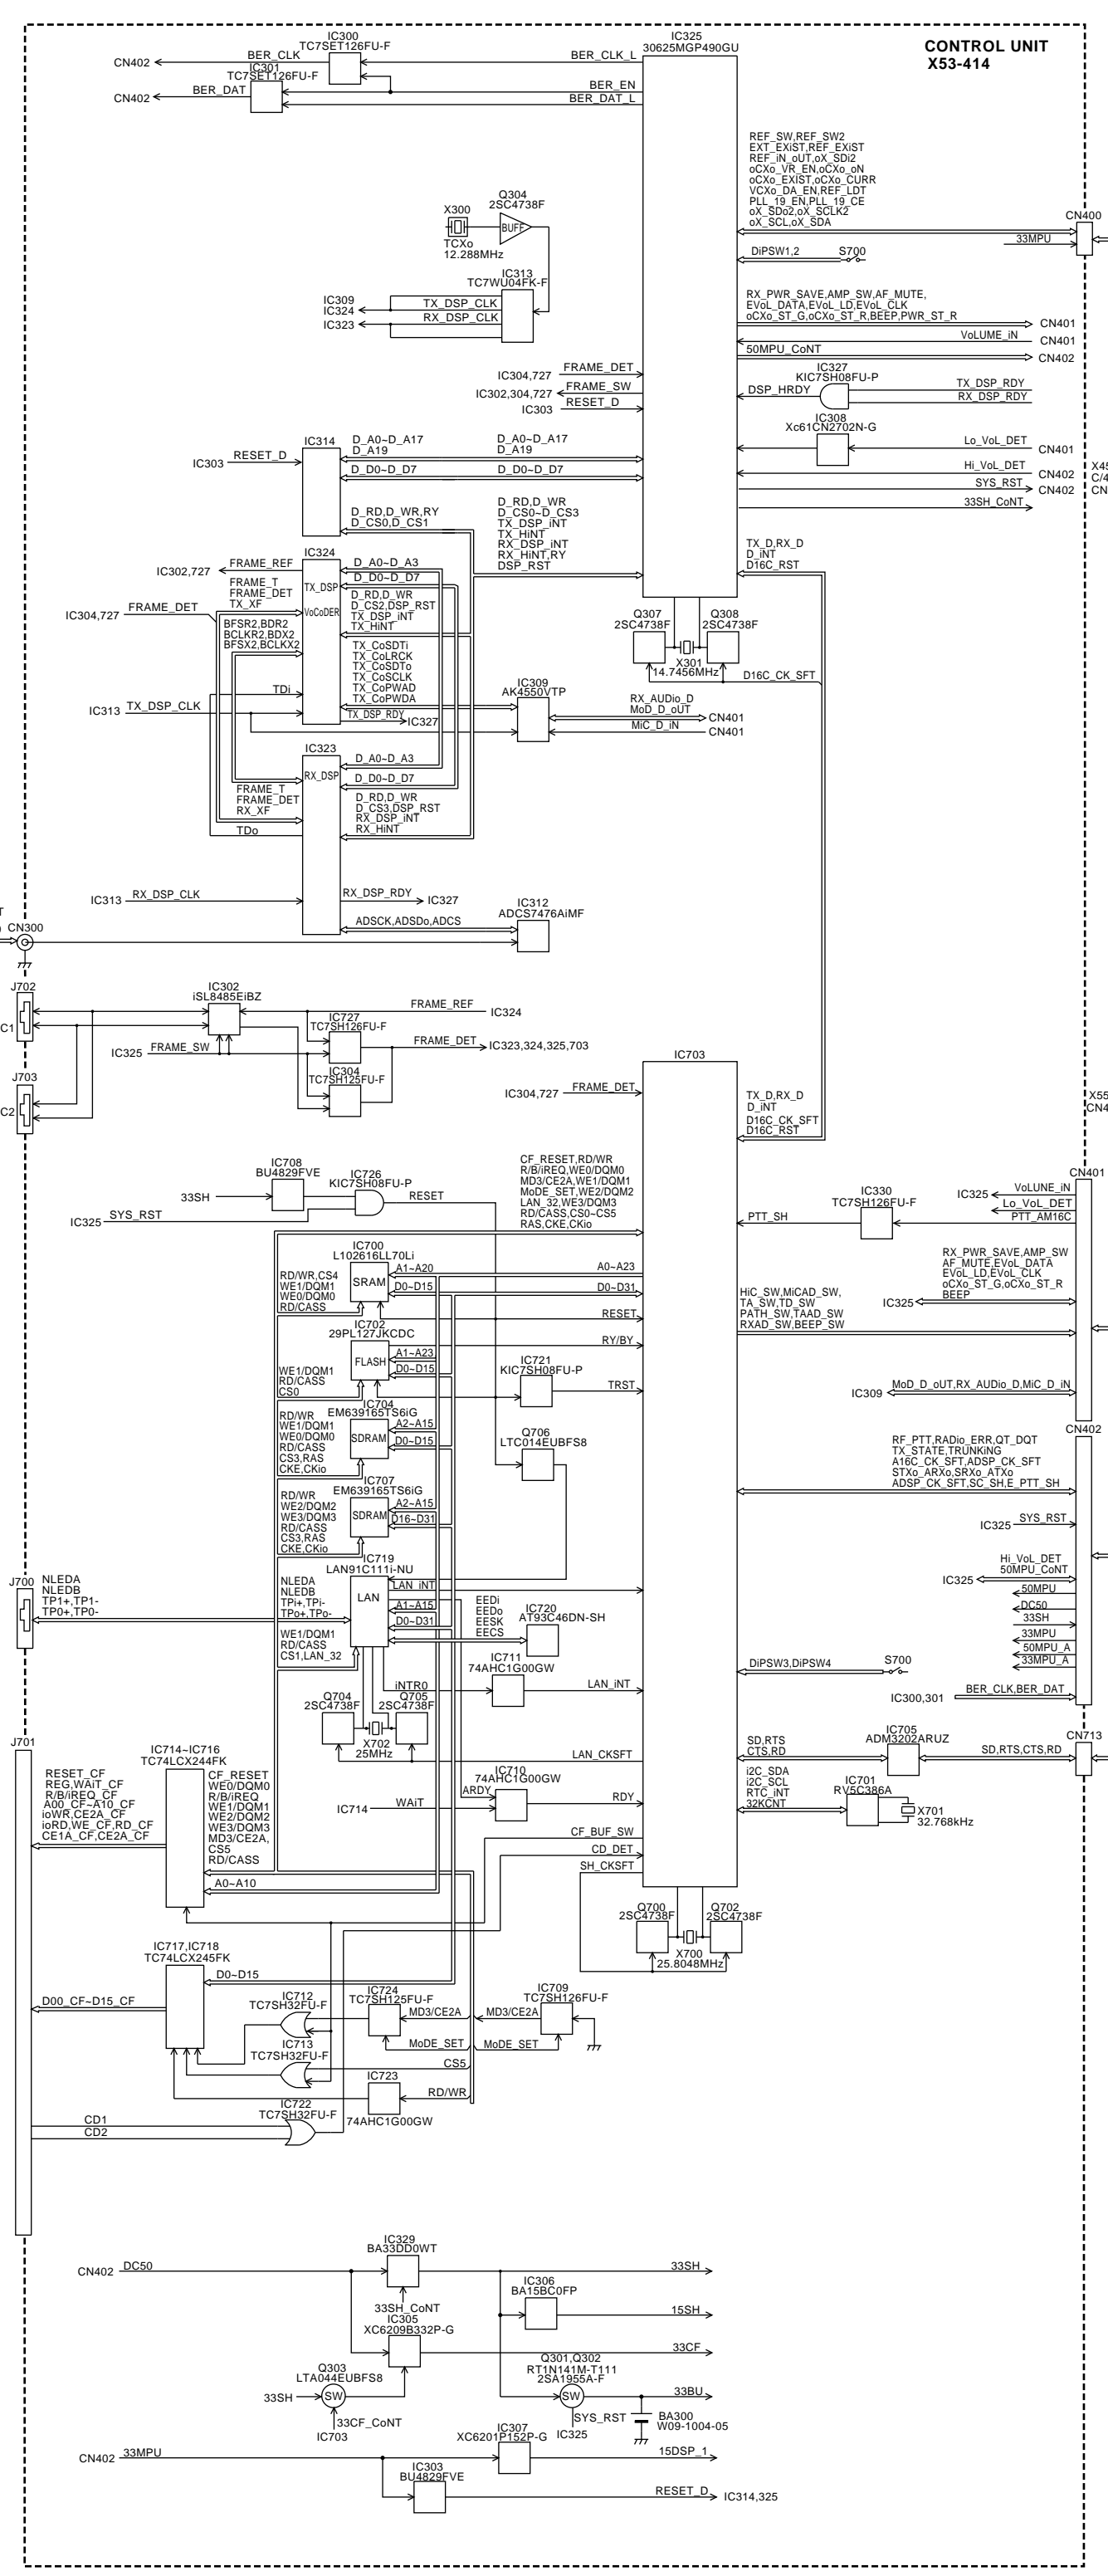 CONTROL UNIT
X53-414
IC300
TC7SET126FU-F
CN402
BER_CLK
IC301
TC7SET126FU-F
CN402
BER_DAT
IC325
30625MGP490GU
BER_CLK_L
BER_EN
BER_DAT_L
REF_SW,REF_SW2
EXT_EXiST,REF_EXiST
REF_iN_oUT,oX_SDi2
oCXo_VR_EN,oCXo_oN
oCXo_EXIST,oCXo_CURR
VCXo_DA_EN,REF_LDT
PLL_19_EN,PLL_19_CE
oX_SDo2,oX_SCLK2
oX_SCL,oX_SDA
CN400
33MPU
DiPSW1,2
S700
X300
TCXo
12.288MHz
Q304
2SC4738F
BUFF
IC313
TC7WU04FK-F
IC309
IC324
TX_DSP_CLK
IC323
RX_DSP_CLK
RX_PWR_SAVE,AMP_SW,AF_MUTE,
EVoL_DATA,EVoL_LD,EVoL_CLK
oCXo_ST_G,oCXo_ST_R,BEEP,PWR_ST_R
CN401
VoLUME_iN
CN401
50MPU_CoNT
CN402
IC327
KIC7SH08FU-P
DSP_HRDY
TX_DSP_RDY
RX_DSP_RDY
IC308
Xc61CN2702N-G
Lo_VoL_DET
CN401
Hi_VoL_DET
CN402
SYS_RST
CN402
33SH_CoNT
X45
C/4
CN
IC304,727
FRAME_DET
IC302,304,727
FRAME_SW
IC303
RESET_D
IC314
IC303
RESET_D
D_A0~D_A17
D_A19
D_D0~D_D7
D_A0~D_A17
D_A19
D_D0~D_D7
D_RD,D_WR,RY
D_CS0,D_CS1
D_RD,D_WR
D_CS0~D_CS3
TX_DSP_iNT
TX_HiNT
RX_DSP_iNT
RX_HiNT,RY
DSP_RST
TX_D,RX_D
D_iNT
D16C_RST
IC324
TX_DSP
VoCoDER
IC302,727
FRAME_REF
FRAME_T
FRAME_DET
TX_XF
IC304,727
FRAME_DET
BFSR2,BDR2
BCLKR2,BDX2
BFSX2,BCLKX2
TDi
IC313
TX_DSP_CLK
D_A0~D_A3
D_D0~D_D7
D_RD,D_WR
D_CS2,DSP_RST
TX_DSP_iNT
TX_HiNT
TX_CoSDTi
TX_CoLRCK
TX_CoSDTo
TX_CoSCLK
TX_CoPWAD
TX_CoPWDA
TX_DSP_RDY
IC327
IC309
AK4550VTP
RX_AUDio_D
MoD_D_oUT
CN401
MiC_D_iN
CN401
Q307
2SC4738F
Q308
2SC4738F
X301
14.7456MHz
D16C_CK_SFT
IC323
RX_DSP
D_A0~D_A3
D_D0~D_D7
FRAME_T
FRAME_DET
RX_XF
TDo
D_RD,D_WR
D_CS3,DSP_RST
RX_DSP_iNT
RX_HiNT
IC313
RX_DSP_CLK
RX_DSP_RDY
IC327
ADSCK,ADSDo,ADCS
IC312
ADCS7476AiMF
CN300
J702
C1
IC302
iSL8485EiBZ
FRAME_REF
IC324
IC727
TC7SH126FU-F
IC325
FRAME_SW
FRAME_DET
IC323,324,325,703
IC304
TC7SH125FU-F
J703
C2
IC703
IC304,727
FRAME_DET
TX_D,RX_D
D_iNT
D16C_CK_SFT
D16C_RST
X55
CN4
IC708
BU4829FVE
IC726
KIC7SH08FU-P
33SH
RESET
IC325
SYS_RST
CF_RESET,RD/WR
R/B/iREQ,WE0/DQM0
MD3/CE2A,WE1/DQM1
MoDE_SET,WE2/DQM2
LAN_32,WE3/DQM3
RD/CASS,CS0~CS5
RAS,CKE,CKio
CN401
IC325
VoLUNE_iN
Lo_VoL_DET
PTT_AM16C
IC330
TC7SH126FU-F
PTT_SH
IC700
L102616LL70Li
SRAM
RD/WR,CS4
WE1/DQM1
WE0/DQM0
RD/CASS
A1~A20
D0~D15
A0~A23
D0~D31
RESET
RY/BY
RX_PWR_SAVE,AMP_SW
AF_MUTE,EVoL_DATA
EVoL_LD,EVoL_CLK
oCXo_ST_G,oCXo_ST_R
BEEP
IC325
HiC_SW,MiCAD_SW,
TA_SW,TD_SW
PATH_SW,TAAD_SW
RXAD_SW,BEEP_SW
IC702
29PL127JKCDC
FLASH
WE1/DQM1
RD/CASS
CS0
A1~A23
D0~D15
IC721
KIC7SH08FU-P
TRST
IC309
MoD_D_oUT,RX_AUDio_D,MiC_D_iN
IC704
EM639165TS6iG
SDRAM
RD/WR
WE1/DQM1
WE0/DQM0
RD/CASS
CS3,RAS
CKE,CKio
A2~A15
D0~D15
Q706
LTC014EUBFS8
CN402
RF_PTT,RADio_ERR,QT_DQT
TX_STATE,TRUNKiNG
A16C_CK_SFT,ADSP_CK_SFT
STXo_ARXo,SRXo_ATXo
ADSP_CK_SFT,SC_SH,E_PTT_SH
IC707
EM639165TS6iG
SDRAM
RD/WR
WE2/DQM2
WE3/DQM3
RD/CASS
CS3,RAS
CKE,CKio
A2~A15
D16~D31
IC325
SYS_RST
Hi_VoL_DET
50MPU_CoNT
IC325
50MPU
DC50
33SH
33MPU
50MPU_A
33MPU_A
J700
NLEDA
NLEDB
TP1+,TP1-
TP0+,TP0-
IC719
LAN91C111i-NU
LAN
NLEDA
NLEDB
TPi+,TPi-
TPo+,TPo-
WE1/DQM1
RD/CASS
CS1,LAN_32
LAN_iNT
A1~A15
D0~D31
EEDi
EEDo
EESK
EECS
IC720
AT93C46DN-SH
IC711
74AHC1G00GW
iNTR0
LAN_iNT
DiPSW3,DiPSW4
S700
IC300,301
BER_CLK,BER_DAT
Q704
2SC4738F
Q705
2SC4738F
X702
25MHz
LAN_CKSFT
IC705
ADM3202ARUZ
SD,RTS
CTS,RD
SD,RTS,CTS,RD
CN713
J701
IC714~IC716
TC74LCX244FK
RESET_CF
REG,WAiT_CF
R/B/iREQ_CF
A00_CF~A10_CF
ioWR,CE2A_CF
ioRD,WE_CF,RD_CF
CE1A_CF,CE2A_CF
CF_RESET
WE0/DQM0
R/B/iREQ
WE1/DQM1
WE2/DQM2
WE3/DQM3
MD3/CE2A,
CS5
RD/CASS
A0~A10
IC710
74AHC1G00GW
ARDY
IC714
WAiT
RDY
i2C_SDA
i2C_SCL
RTC_iNT
32KCNT
IC701
RV5C386A
X701
32.768kHz
CF_BUF_SW
CD_DET
SH_CKSFT
Q700
2SC4738F
Q702
2SC4738F
X700
25.8048MHz
IC717,IC718
TC74LCX245FK
D0~D15
D00_CF~D15_CF
IC712
TC7SH32FU-F
IC724
TC7SH125FU-F
MD3/CE2A
MD3/CE2A
IC709
TC7SH126FU-F
MoDE_SET
MoDE_SET
IC713
TC7SH32FU-F
CS5
IC723
74AHC1G00GW
RD/WR
IC722
TC7SH32FU-F
CD1
CD2
IC329
BA33DD0WT
CN402
DC50
33SH
33SH_CoNT
IC306
BA15BC0FP
15SH
IC305
XC6209B332P-G
33CF
Q303
LTA044EUBFS8
33SH
SW
33CF_CoNT
IC703
Q301,Q302
RT1N141M-T111
2SA1955A-F
SW
33BU
SYS_RST
IC325
BA300
W09-1004-05
IC307
XC6201P152P-G
CN402
33MPU
15DSP_1
IC303
BU4829FVE
RESET_D
IC314,325